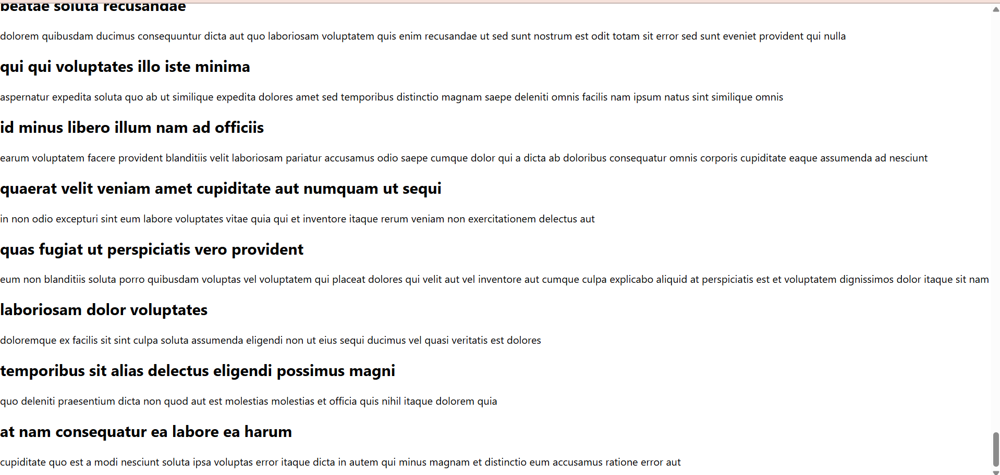 beatae soluta recusandae
dolorem quibusdam ducimus consequuntur dicta aut quo laboriosam voluptatem quis enim recusandae ut sed sunt nostrum est odit totam sit error sed sunt eveniet provident qui nulla
qui qui voluptates illo iste minima
aspernatur expedita soluta quo ab ut similique expedita dolores amet sed temporibus distinctio magnam saepe deleniti omnis facilis nam ipsum natus sint similique omnis
id minus libero illum nam ad officiis
earum voluptatem facere provident blanditiis velit laboriosam pariatur accusamus odio saepe cumque dolor qui a dicta ab doloribus consequatur omnis corporis cupiditate eaque assumenda ad nesciunt
quaerat velit veniam amet cupiditate aut numquam ut sequi
in non odio excepturi sint eum labore voluptates vitae quia qui et inventore itaque rerum veniam non exercitationem delectus aut
quas fugiat ut perspiciatis vero provident
eum non blanditiis soluta porro quibusdam voluptas vel voluptatem qui placeat dolores qui velit aut vel inventore aut cumque culpa explicabo aliquid at perspiciatis est et voluptatem dignissimos dolor itaque sit nam
laboriosam dolor voluptates
doloremque ex facilis sit sint culpa soluta assumenda eligendi non ut eius sequi ducimus vel quasi veritatis est dolores
temporibus sit alias delectus eligendi possimus magni
quo deleniti praesentium dicta non quod aut est molestias molestias et officia quis nihil itaque dolorem quia
at nam consequatur ea labore ea harum
cupiditate quo est a modi nesciunt soluta ipsa voluptas error itaque dicta in autem qui minus magnam et distinctio eum accusamus ratione error aut